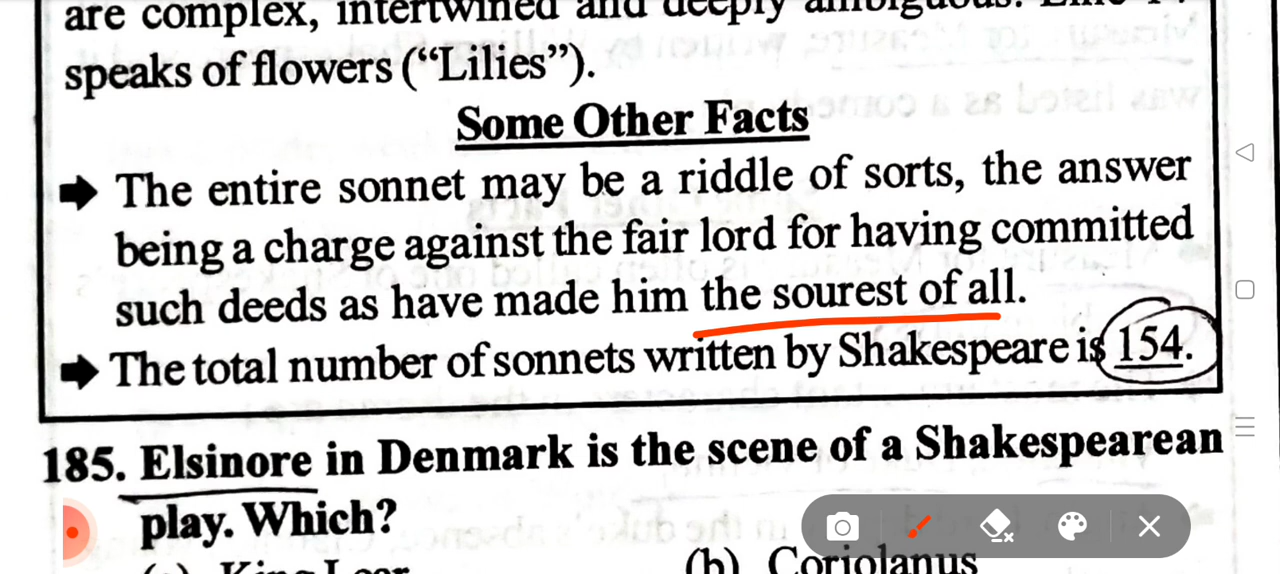 are complex, intertwined and deeply ambiguous.
speaks of flowers (“Lilies”).
Some Other Facts
➡ The entire sonnet may be a riddle of sorts, the answer
being a charge against the fair lord for having committed
such deeds as have made him the sourest of all.
➡ The total number of sonnets written by Shakespeare is 154.
185. Elsinore in Denmark is the scene of a Shakespearean
play. Which?
(a) King Lear (b) Coriolanus